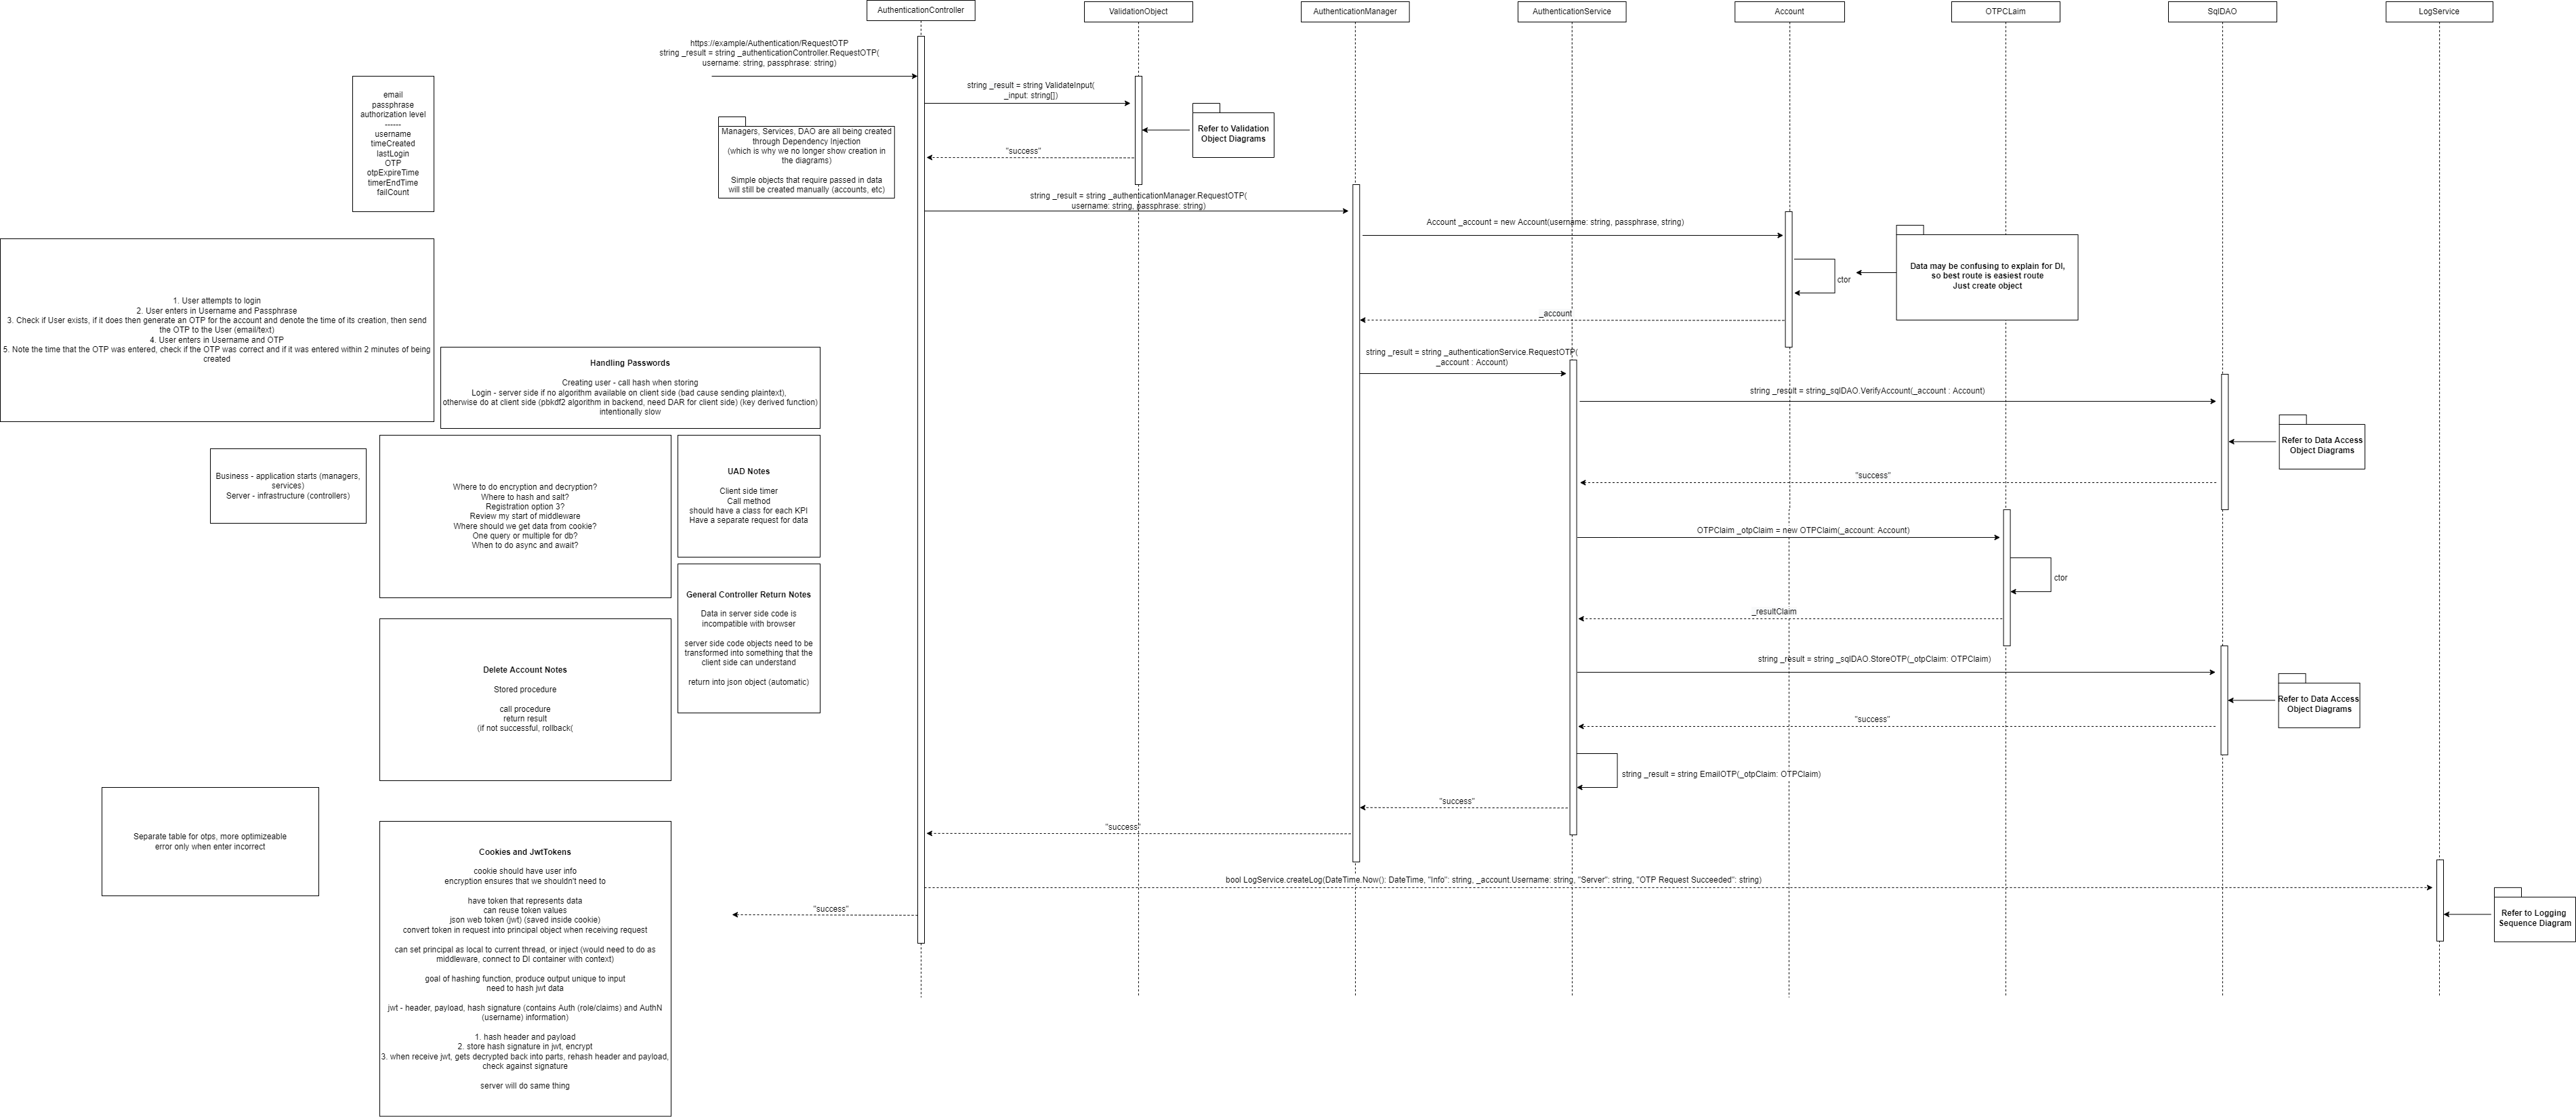 AuthenticationController
ValidationObject
AuthenticationManager
AuthenticationService
Account
OTPCLaim
SqlDAO
LogService
https://example/Authentication/RequestOTP
string _result = string _authenticationController.RequestOTP(
username: string, passphrase: string)
email
passphrase
authorization level
------
username
timeCreated
lastLogin
OTP
otpExpireTime
timerEndTime
failCount
string _result = string ValidateInput(
_input: string[])
Refer to Validation
Object Diagrams
"success"
Managers, Services, DAO are all being created
through Dependency Injection
(which is why we no longer show creation in
the diagrams)
Simple objects that require passed in data
will still be created manually (accounts, etc)
string _result = string _authenticationManager.RequestOTP(
username: string, passphrase: string)
Account _account = new Account(username: string, passphrase, string)
ctor
Data may be confusing to explain for DI,
so best route is easiest route
Just create object
_account
1. User attempts to login
2. User enters in Username and Passphrase
3. Check if User exists, if it does then generate an OTP for the account and denote the time of its creation, then send
the OTP to the User (email/text)
4. User enters in Username and OTP
5. Note the time that the OTP was entered, check if the OTP was correct and if it was entered within 2 minutes of being
created
Handling Passwords
Creating user - call hash when storing
Login - server side if no algorithm available on client side (bad cause sending plaintext),
otherwise do at client side (pbkdf2 algorithm in backend, need DAR for client side) (key derived function)
intentionally slow
string _result = string _authenticationService.RequestOTP(
_account : Account)
string _result = string_sqlDAO.VerifyAccount(_account : Account)
Refer to Data Access
Object Diagrams
"success"
Business - application starts (managers,
services)
Server - infrastructure (controllers)
Where to do encryption and decryption?
Where to hash and salt?
Registration option 3?
Review my start of middleware
Where should we get data from cookie?
One query or multiple for db?
When to do async and await?
UAD Notes
Client side timer
Call method
should have a class for each KPI
Have a separate request for data
OTPClaim _otpClaim = new OTPClaim(_account: Account)
ctor
_resultClaim
General Controller Return Notes
Data in server side code is
incompatible with browser
server side code objects need to be
transformed into something that the
client side can understand
return into json object (automatic)
string _result = string _sqlDAO.StoreOTP(_otpClaim: OTPClaim)
Refer to Data Access
Object Diagrams
"success"
Delete Account Notes
Stored procedure
call procedure
return result
(if not successful, rollback(
string _result = string EmailOTP(_otpClaim: OTPClaim)
"success"
"success"
Separate table for otps, more optimizeable
error only when enter incorrect
Cookies and JwtTokens
cookie should have user info
encryption ensures that we shouldn't need to
have token that represents data
can reuse token values
json web token (jwt) (saved inside cookie)
convert token in request into principal object when receiving request
can set principal as local to current thread, or inject (would need to do as
middleware, connect to DI container with context)
goal of hashing function, produce output unique to input
need to hash jwt data
jwt - header, payload, hash signature (contains Auth (role/claims) and AuthN
(username) information)
1. hash header and payload
2. store hash signature in jwt, encrypt
3. when receive jwt, gets decrypted back into parts, rehash header and payload,
check against signature
server will do same thing
bool LogService.createLog(DateTime.Now(): DateTime, "Info": string, _account.Username: string, "Server": string, "OTP Request Succeeded": string)
"success"
Refer to Logging
Sequence Diagram